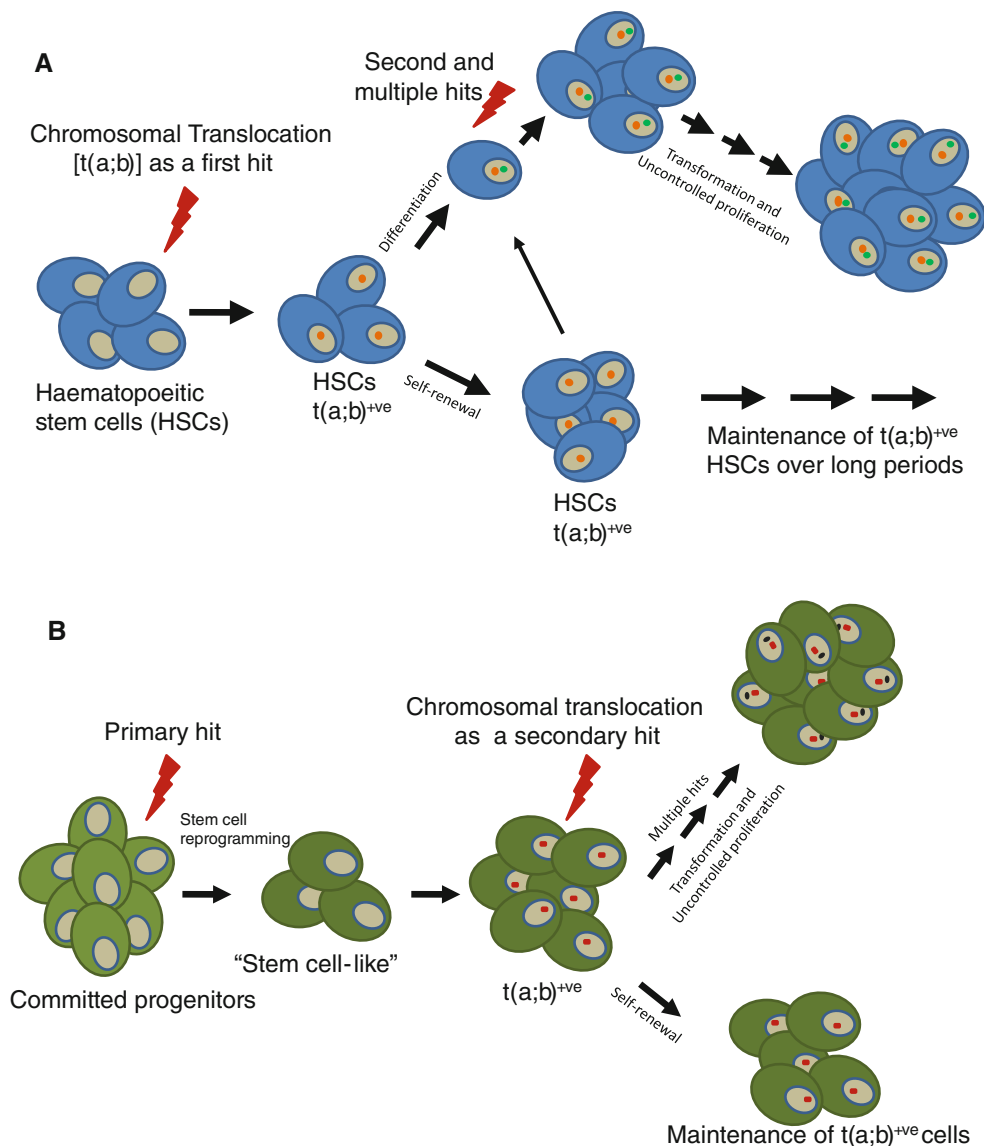 A
Chromosomal Translocation
[t(a;b)] as a first hit
Second and
multiple hits
Differentiation
Transformation and
Uncontrolled proliferation
Haematopoeitic
stem cells (HSCs)
HSCs
t(a;b)+ve
Self-renewal
HSCs
t(a;b)+ve
Maintenance of t(a;b)+ve
HSCs over long periods
B
Primary hit
Stem cell
reprogramming
Committed progenitors
“Stem cell-like”
Chromosomal translocation
as a secondary hit
t(a;b)+ve
Multiple hits
Transformation and
Uncontrolled proliferation
Self-renewal
Maintenance of t(a;b)+ve cells